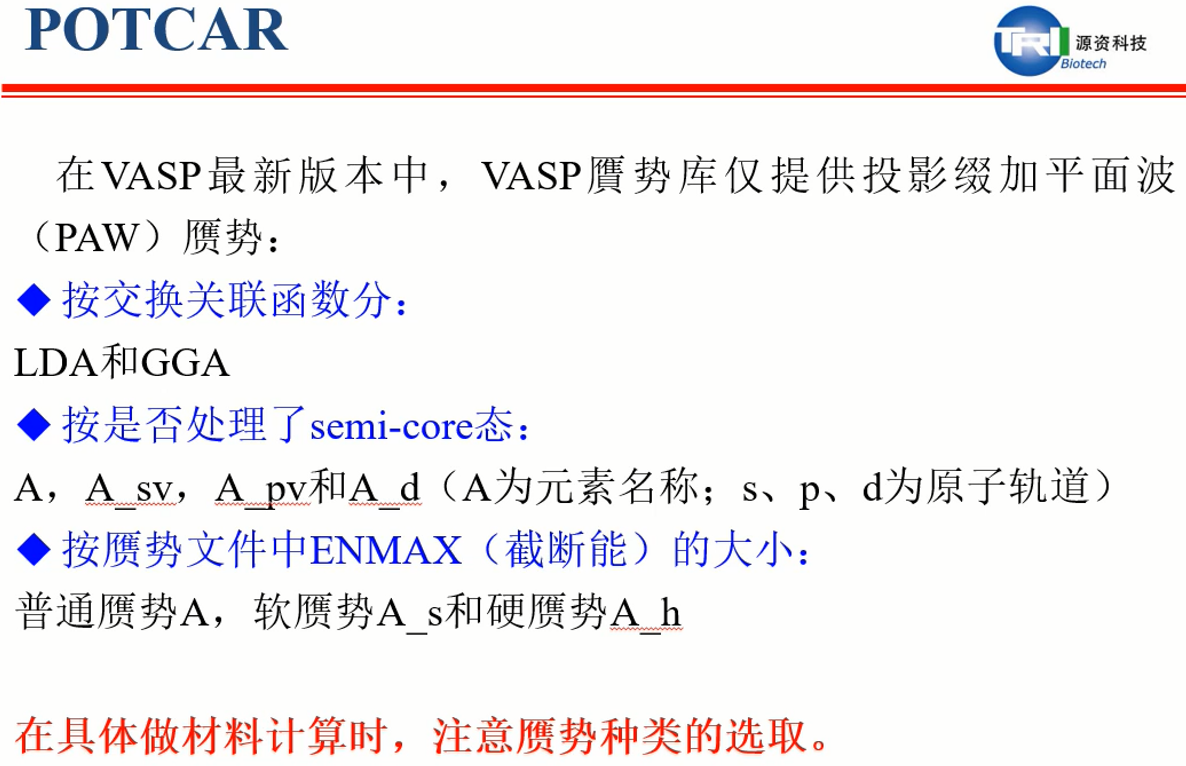 POTCAR
TRI 源资科技
Biotech
在VASP最新版本中，VASP贋势库仅提供投影缀加平面波
（PAW）赝势：
◆ 按交换关联函数分：
LDA和GGA
◆ 按是否处理了semi-core态：
A，A_sv，A_pv和A_d（A为元素名称；s、p、d为原子轨道）
◆ 按赝势文件中ENMAX（截断能）的大小：
普通赝势A，软赝势A_s和硬赝势A_h
在具体做材料计算时，注意赝势种类的选取。